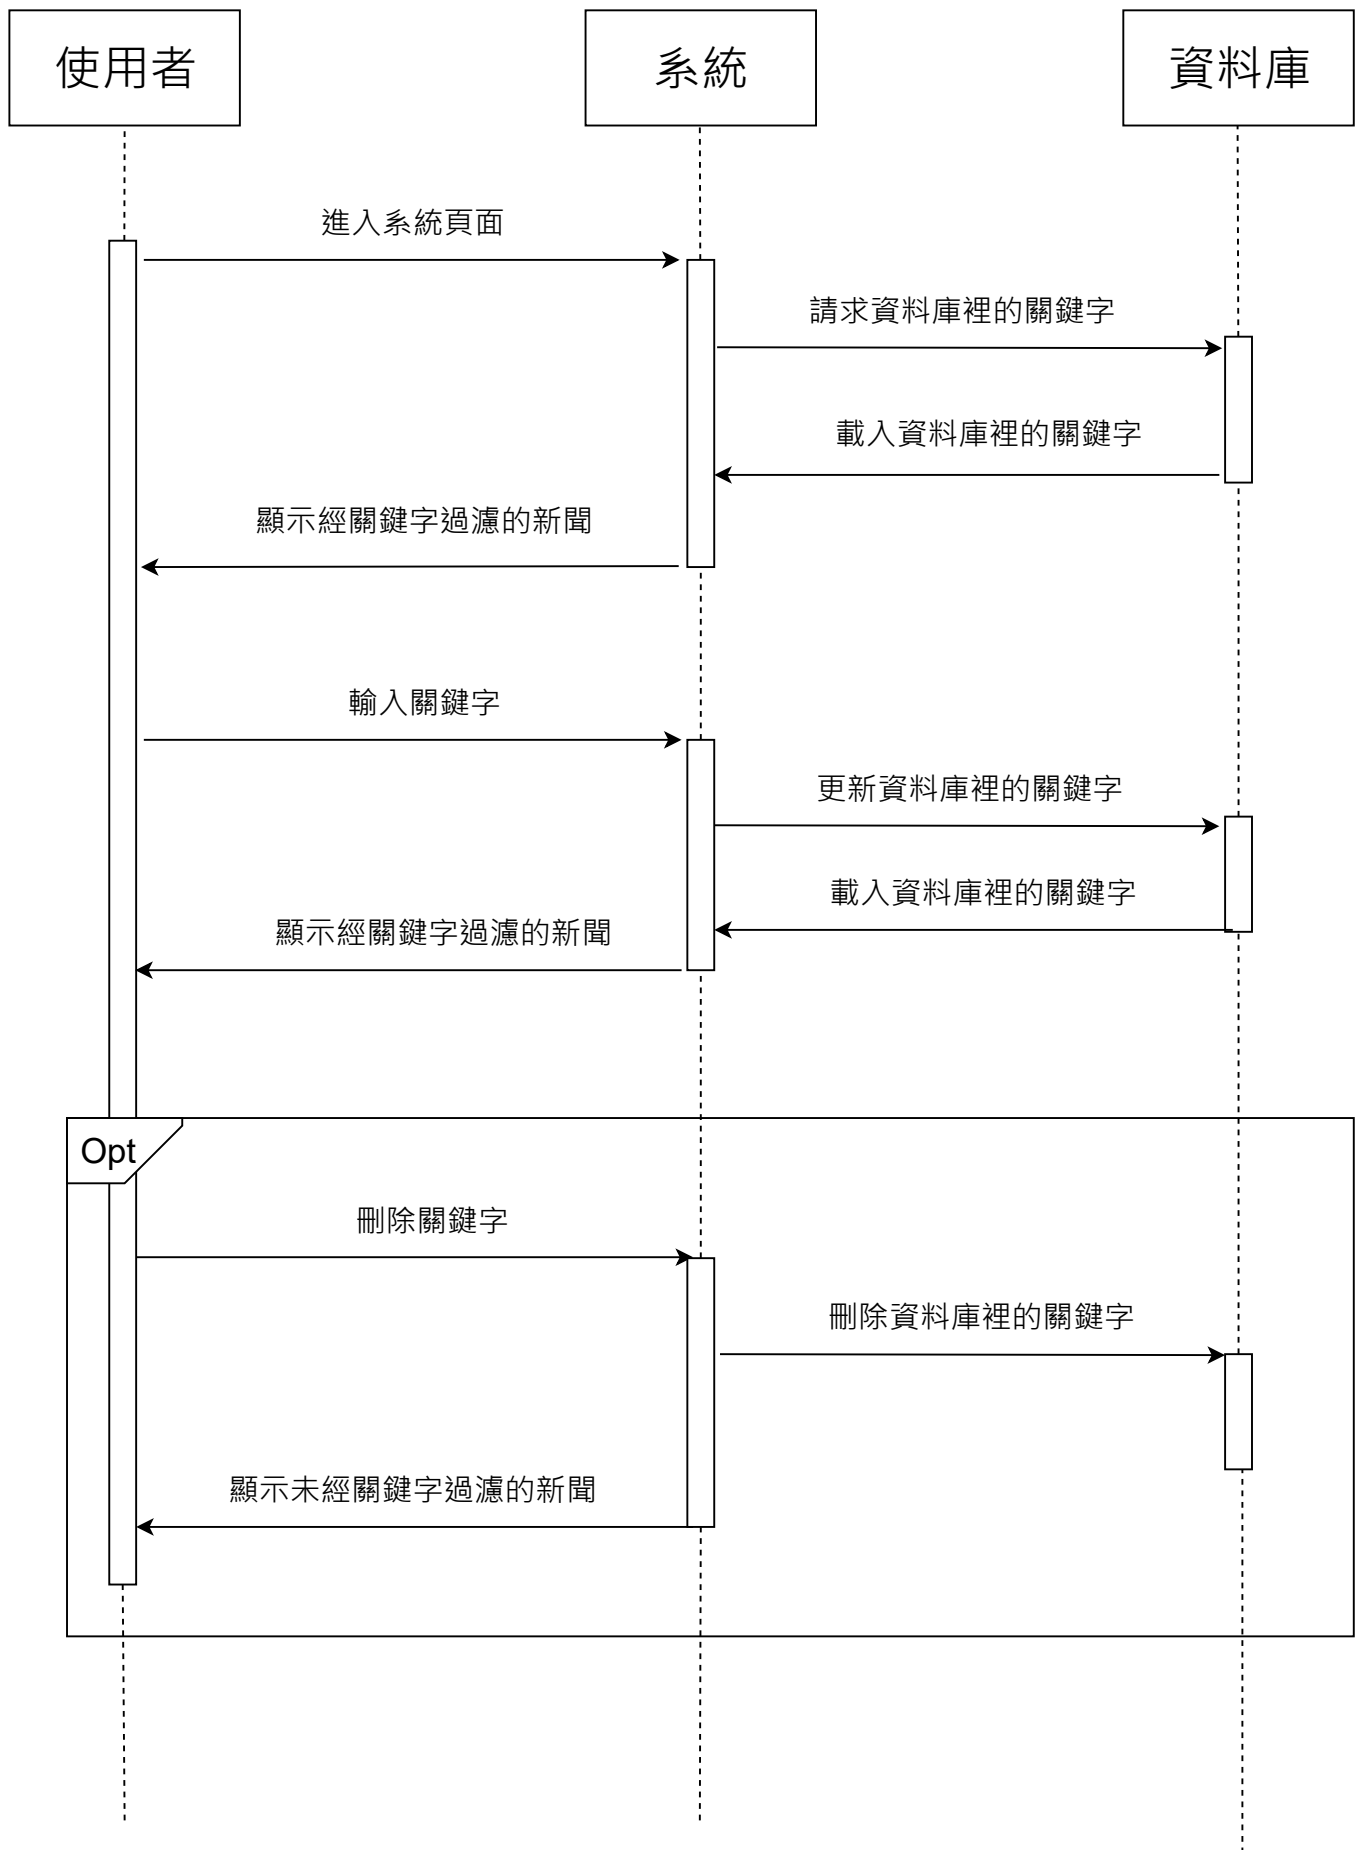 使用者
系統
資料庫
進入系統頁面
請求資料庫裡的關鍵字
載入資料庫裡的關鍵字
顯示經關鍵字過濾的新聞
輸入關鍵字
更新資料庫裡的關鍵字
載入資料庫裡的關鍵字
顯示經關鍵字過濾的新聞
Opt
刪除關鍵字
刪除資料庫裡的關鍵字
顯示未經關鍵字過濾的新聞